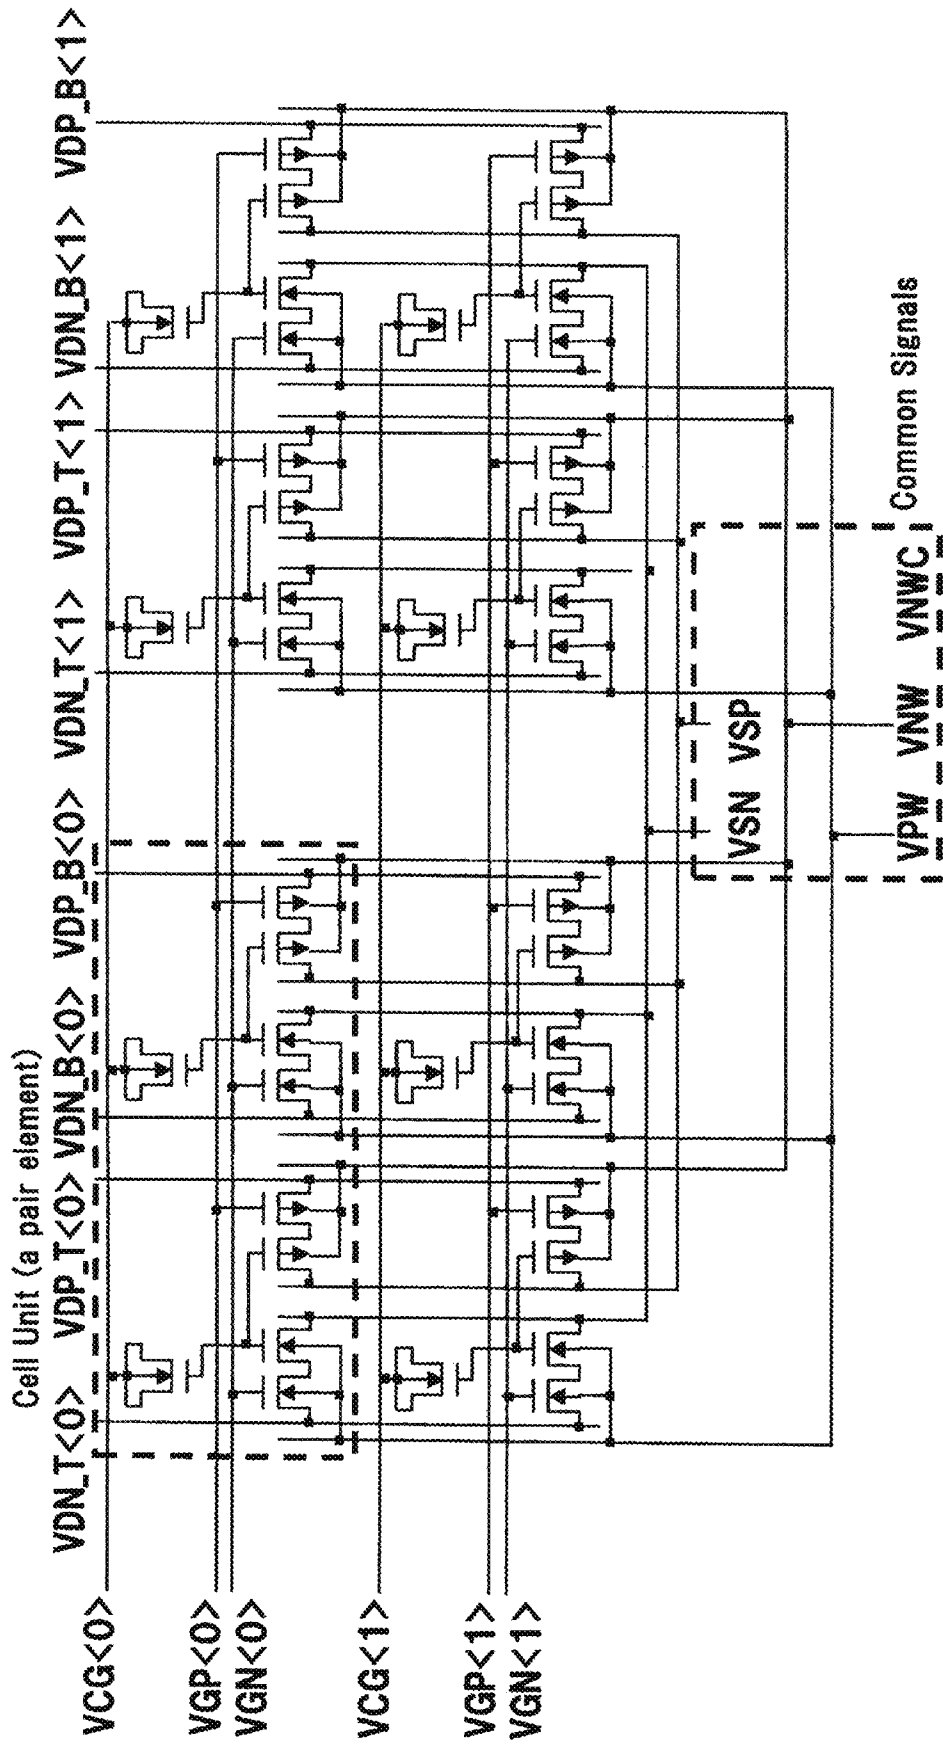 Cell Unit (a pair element)
VDN_T<0> VDP_T<0> VDN_B<0> VDP_B<0> VDN_T<1> VDP_T<1> VDN_B<1> VDP_B<1>
VCG<0>
VGP<0>
VGN<0>
VCG<1>
VGP<1>
VGN<1>
VSN VSP
VPW VNW VNWC
Common Signals